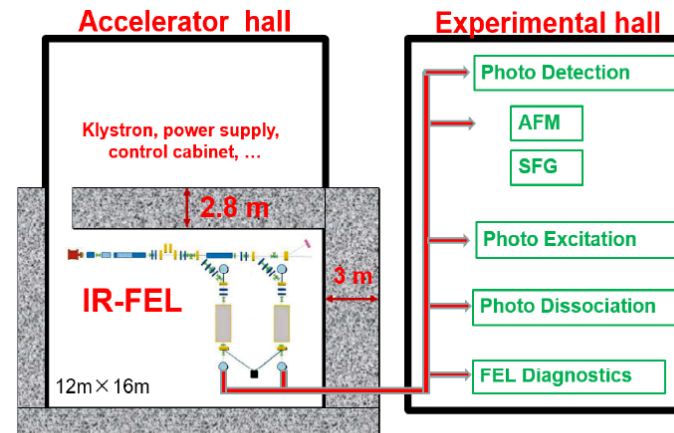 Accelerator hall
Klystron, power supply,
control cabinet, ...
2.8 m
IR-FEL
3 m
12m×16m
Experimental hall
Photo Detection
AFM
SFG
Photo Excitation
Photo Dissociation
FEL Diagnostics